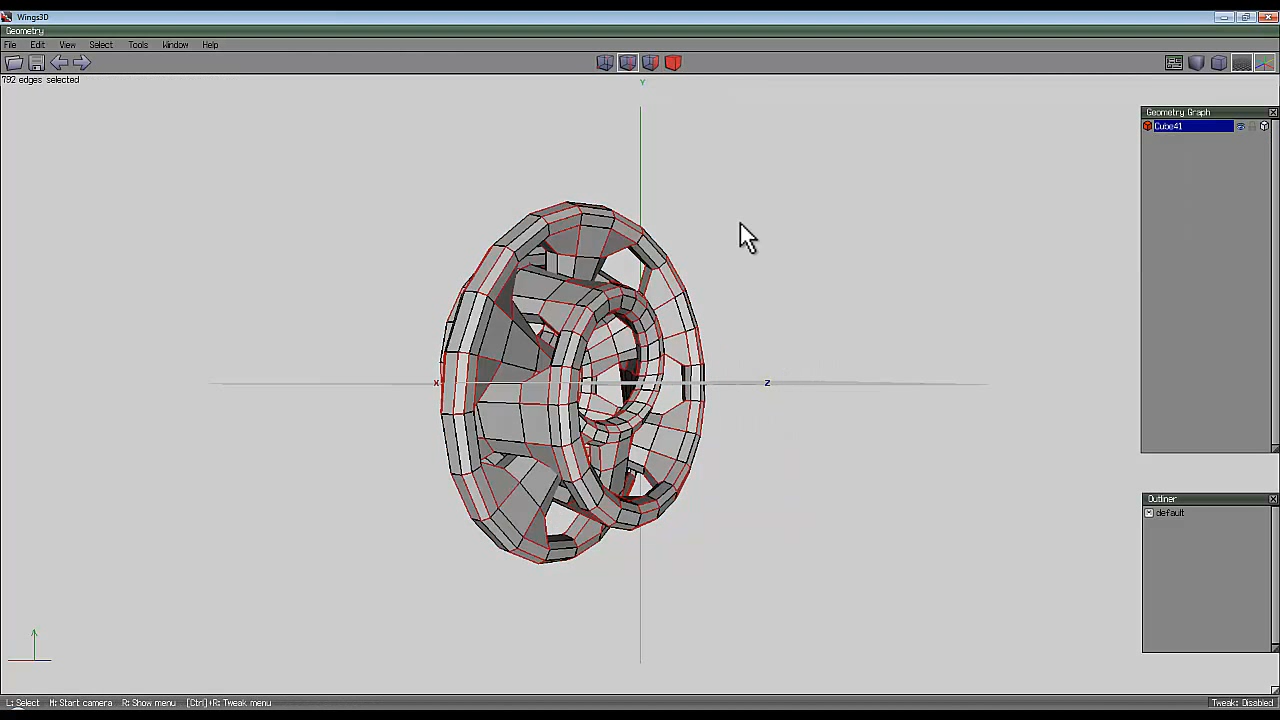 Wings3D
Geometry
File Edit View Select Tools Window Help
792 edges selected
Y
Geometry Graph
Cube41
X
Z
Outliner
default
L: Select M: Start camera R: Show menu [Ctrl]+R: Tweak menu
Tweak: Disabled